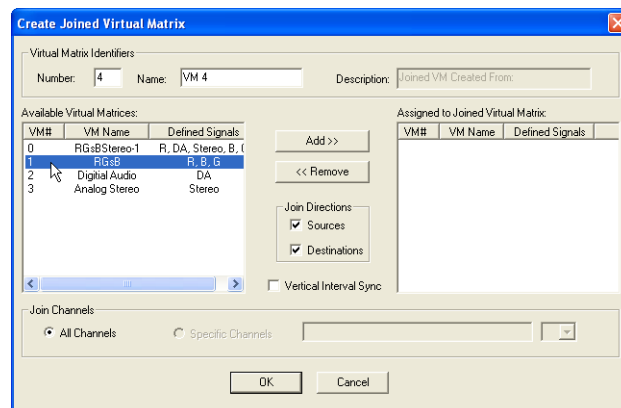 Create Joined Virtual Matrix
Virtual Matrix Identifiers
Number: 4 Name: VM 4 Description: Joined VM Created From:
Available Virtual Matrices:
VM# VM Name Defined Signals
0 RGsBStereo-1 R, DA, Stereo, B, (
1 RGsB R, B, G
2 Digitial Audio DA
3 Analog Stereo Stereo
Add >>
<< Remove
Join Directions
Sources
Destinations
Vertical Interval Sync
Assigned to Joined Virtual Matrix:
VM# VM Name Defined Signals
Join Channels
All Channels Specific Channels
OK Cancel